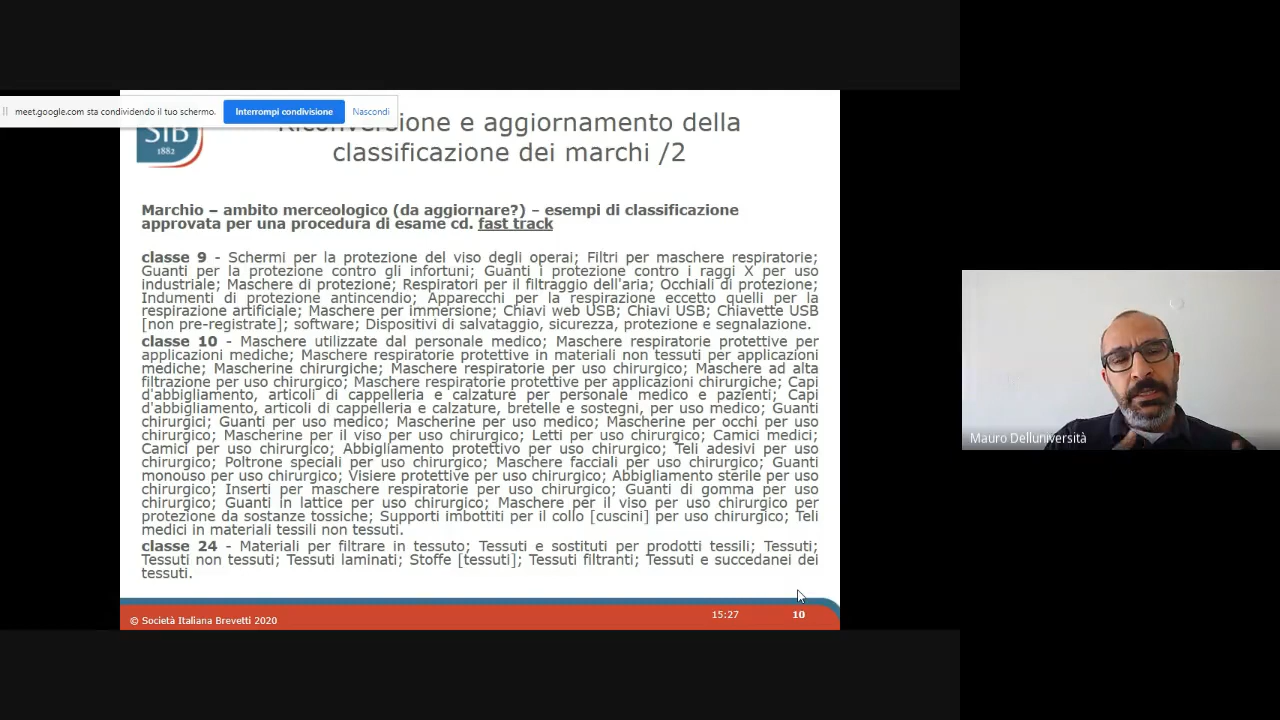 meet.google.com sta condividendo il tuo schermo.
Interrompi condivisione
Nascondi
SIB
1882
Riconversione e aggiornamento della
classificazione dei marchi /2
Marchio – ambito merceologico (da aggiornare?) – esempi di classificazione
approvata per una procedura di esame cd. fast track
classe 9 - Schermi per la protezione del viso degli operai; Filtri per maschere respiratorie;
Guanti per la protezione contro gli infortuni; Guanti i protezione contro i raggi X per uso
industriale; Maschere di protezione; Respiratori per il filtraggio dell'aria; Occhiali di protezione;
Indumenti di protezione antincendio; Apparecchi per la respirazione eccetto quelli per la
respirazione artificiale; Maschere per immersione; Chiavi web USB; Chiavi USB; Chiavette USB
[non pre-registrate]; software; Dispositivi di salvataggio, sicurezza, protezione e segnalazione.
classe 10 - Maschere utilizzate dal personale medico; Maschere respiratorie protettive per
applicazioni mediche; Maschere respiratorie protettive in materiali non tessuti per applicazioni
mediche; Mascherine chirurgiche; Maschere respiratorie per uso chirurgico; Maschere ad alta
filtrazione per uso chirurgico; Maschere respiratorie protettive per applicazioni chirurgiche; Capi
d'abbigliamento, articoli di cappelleria e calzature per personale medico e pazienti; Capi
d'abbigliamento, articoli di cappelleria e calzature, bretelle e sostegni, per uso medico; Guanti
chirurgici; Guanti per uso medico; Mascherine per uso medico; Mascherine per occhi per uso
chirurgico; Mascherine per il viso per uso chirurgico; Letti per uso chirurgico; Camici medici;
Camici per uso chirurgico; Abbigliamento protettivo per uso chirurgico; Teli adesivi per uso
chirurgico; Poltrone speciali per uso chirurgico; Maschere facciali per uso chirurgico; Guanti
monouso per uso chirurgico; Visiere protettive per uso chirurgico; Abbigliamento sterile per uso
chirurgico; Inserti per maschere respiratorie per uso chirurgico; Guanti di gomma per uso
chirurgico; Guanti in lattice per uso chirurgico; Maschere per il viso per uso chirurgico per
protezione da sostanze tossiche; Supporti imbottiti per il collo [cuscini] per uso chirurgico; Teli
medici in materiali tessili non tessuti.
classe 24 - Materiali per filtrare in tessuto; Tessuti e sostituti per prodotti tessili; Tessuti;
Tessuti non tessuti; Tessuti laminati; Stoffe [tessuti]; Tessuti filtranti; Tessuti e succedanei dei
tessuti.
© Società Italiana Brevetti 2020
15:27
10
Mauro Delluniversità